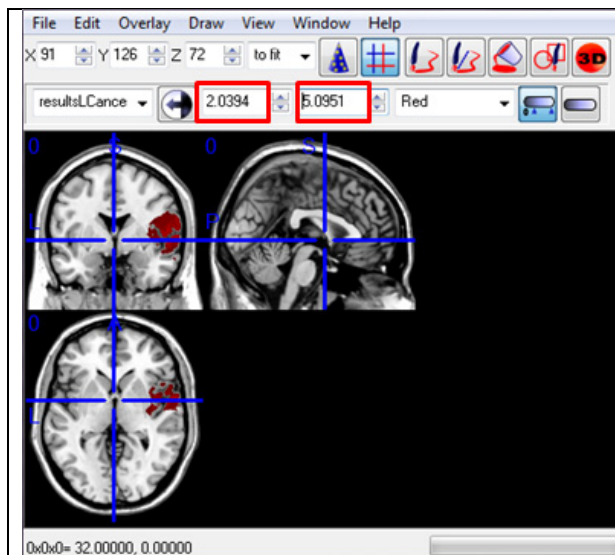 File Edit Overlay Draw View Window Help
X 91 Y 126 Z 72 to fit 3D
resultsLCance 2.0394 5.0951 Red
0 S 0 S
L P
0 A
L
0x0x0= 32.00000, 0.00000